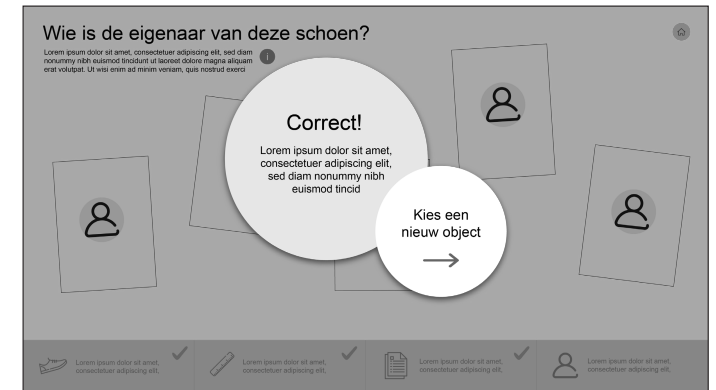 Wie is de eigenaar van deze schoen?
Lorem ipsum dolor sit amet, consectetuer adipiscing elit, sed diam
nonummy nibh euismod tincidunt ut laoreet dolore magna aliquam
erat volutpat. Ut wisi enim ad minim veniam, quis nostrud exerci
i
Correct!
Lorem ipsum dolor sit amet,
consectetuer adipiscing elit,
sed diam nonummy nibh
euismod tincid
Kies een
nieuw object
Lorem ipsum dolor sit amet,
consectetuer adipiscing elit,
Lorem ipsum dolor sit amet,
consectetuer adipiscing elit,
Lorem ipsum dolor sit amet,
consectetuer adipiscing elit,
Lorem ipsum dolor sit amet,
consectetuer adipiscing elit,